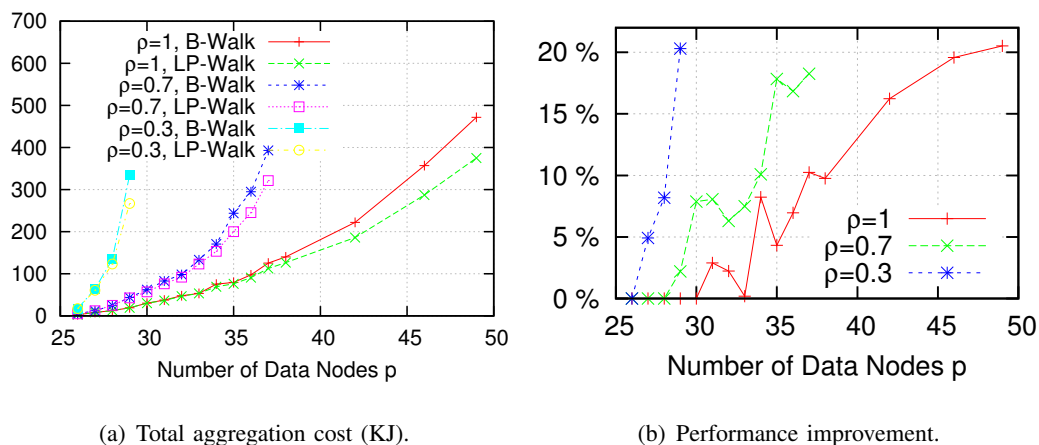 700
600
500
400
300
200
100
0
25
30
35
40
45
50
ρ=1, B-Walk
ρ=1, LP-Walk
ρ=0.7, B-Walk
ρ=0.7, LP-Walk
ρ=0.3, B-Walk
ρ=0.3, LP-Walk
Number of Data Nodes p
(a) Total aggregation cost (KJ).
20 %
15 %
10 %
5 %
0 %
25
30
35
40
45
50
ρ=1
ρ=0.7
ρ=0.3
Number of Data Nodes p
(b) Performance improvement.